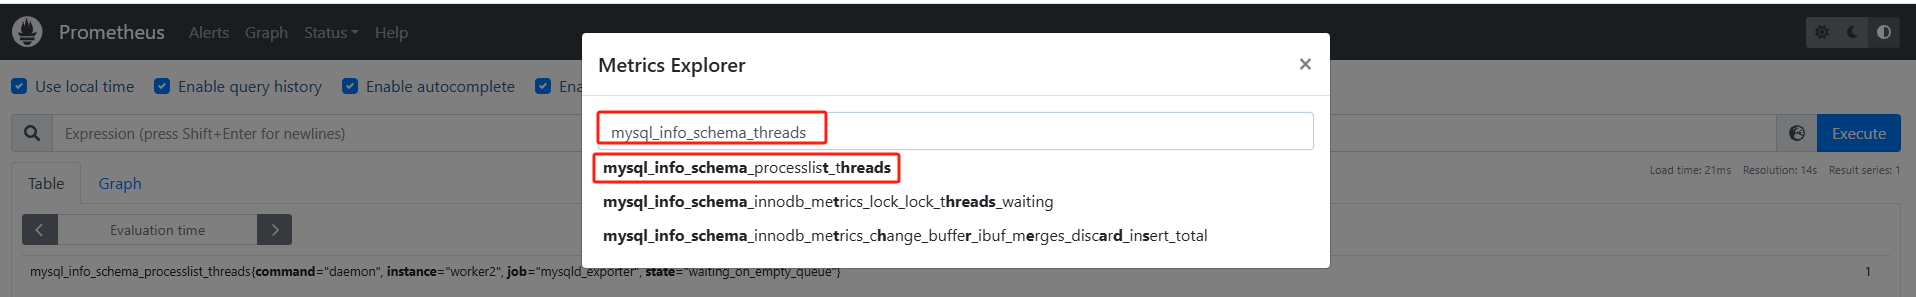 Prometheus Alerts Graph Status Help
Metrics Explorer ×
Use local time Enable query history Enable autocomplete Ena
mysql_info_schema_threads
Expression (press Shift+Enter for newlines) Execute
mysql_info_schema_processlist_threads
Load time: 21ms Resolution: 14s Result series: 1
Table Graph
mysql_info_schema_innodb_metrics_lock_lock_threads_waiting
Evaluation time
mysql_info_schema_innodb_metrics_change_buffer_ibuf_merges_discard_insert_total
mysql_info_schema_processlist_threads{command="daemon", instance="worker2", job="mysqld_exporter", state="waiting_on_empty_queue"} 1